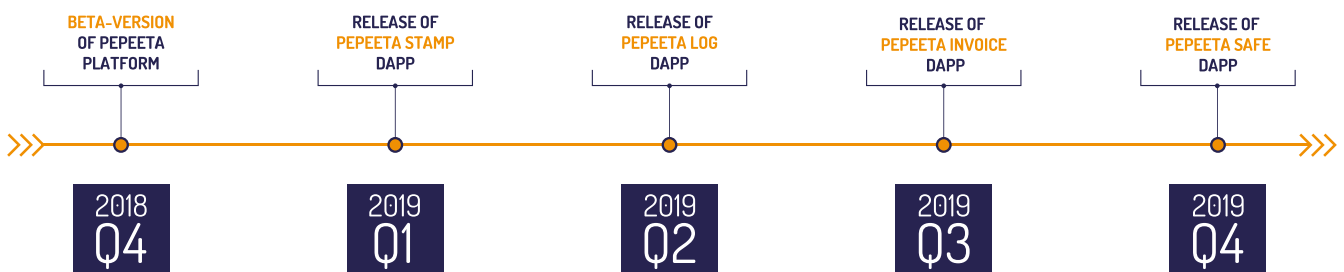 BETA-VERSION
OF PEPEETA
PLATFORM
RELEASE OF
PEPEETA STAMP
DAPP
RELEASE OF
PEPEETA LOG
DAPP
RELEASE OF
PEPEETA INVOICE
DAPP
RELEASE OF
PEPEETA SAFE
DAPP
2018
Q4
2019
Q1
2019
Q2
2019
Q3
2019
Q4